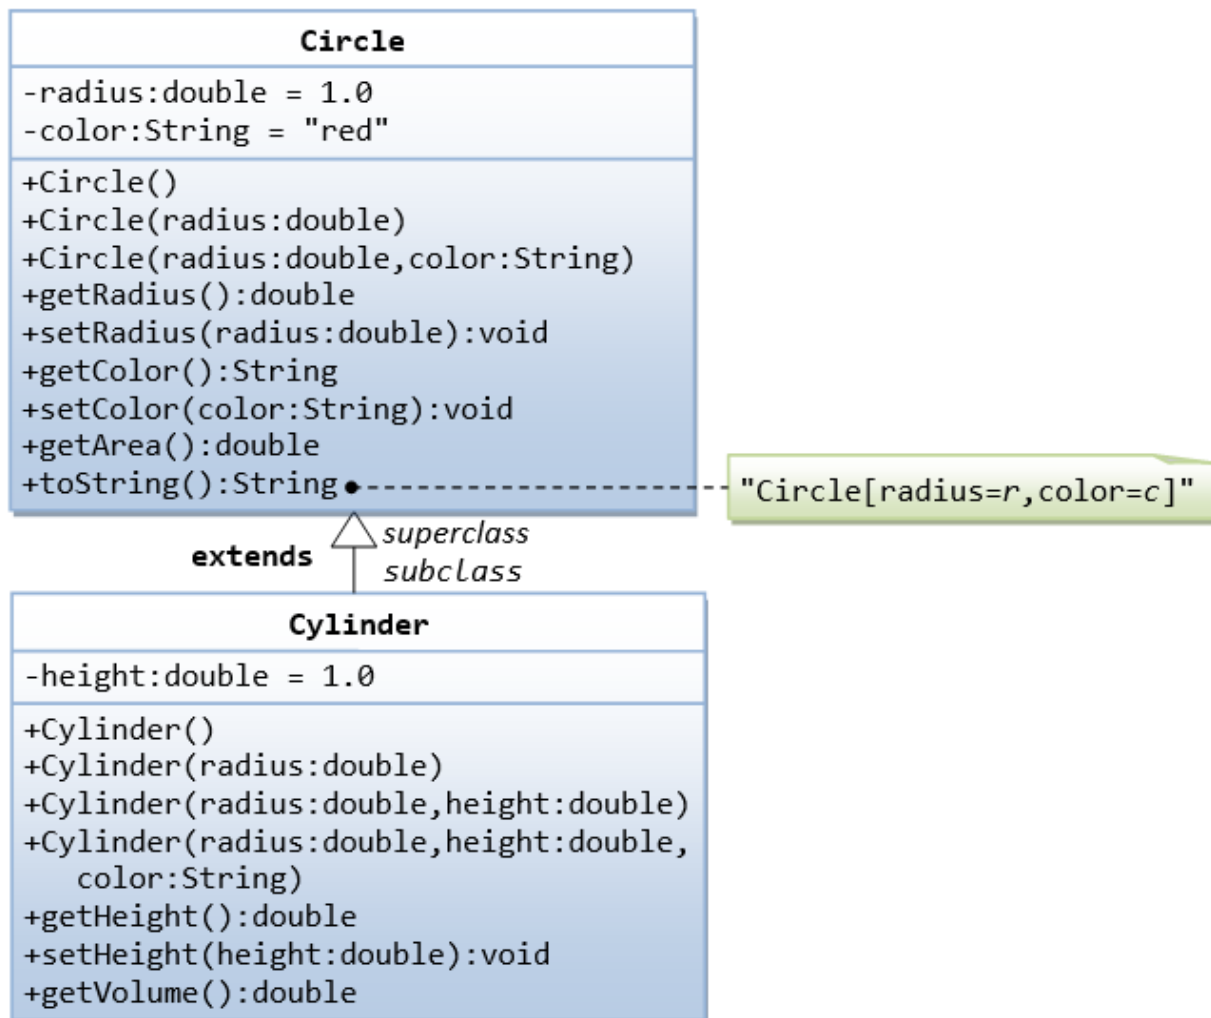 Circle
-radius:double = 1.0
-color:String = "red"
+Circle()
+Circle(radius:double)
+Circle(radius:double,color:String)
+getRadius():double
+setRadius(radius:double):void
+getColor():String
+setColor(color:String):void
+getArea():double
+toString():String
"Circle[radius=r,color=c]"
superclass
extends
subclass
Cylinder
-height:double = 1.0
+Cylinder()
+Cylinder(radius:double)
+Cylinder(radius:double,height:double)
+Cylinder(radius:double,height:double,
color:String)
+getHeight():double
+setHeight(height:double):void
+getVolume():double